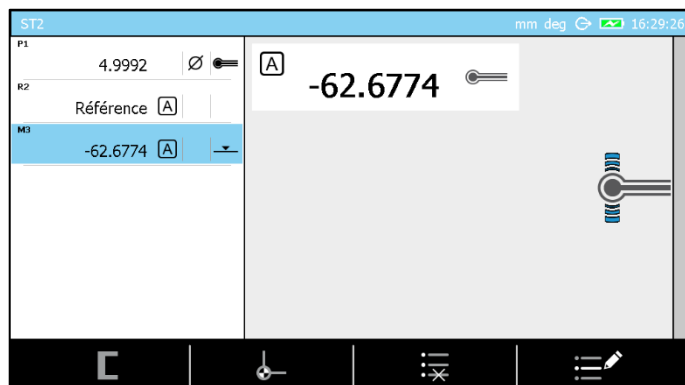 ST2
mm deg 16:29:26
P1
4.9992 Ø
R2
Référence A
M3
-62.6774 A
A
-62.6774